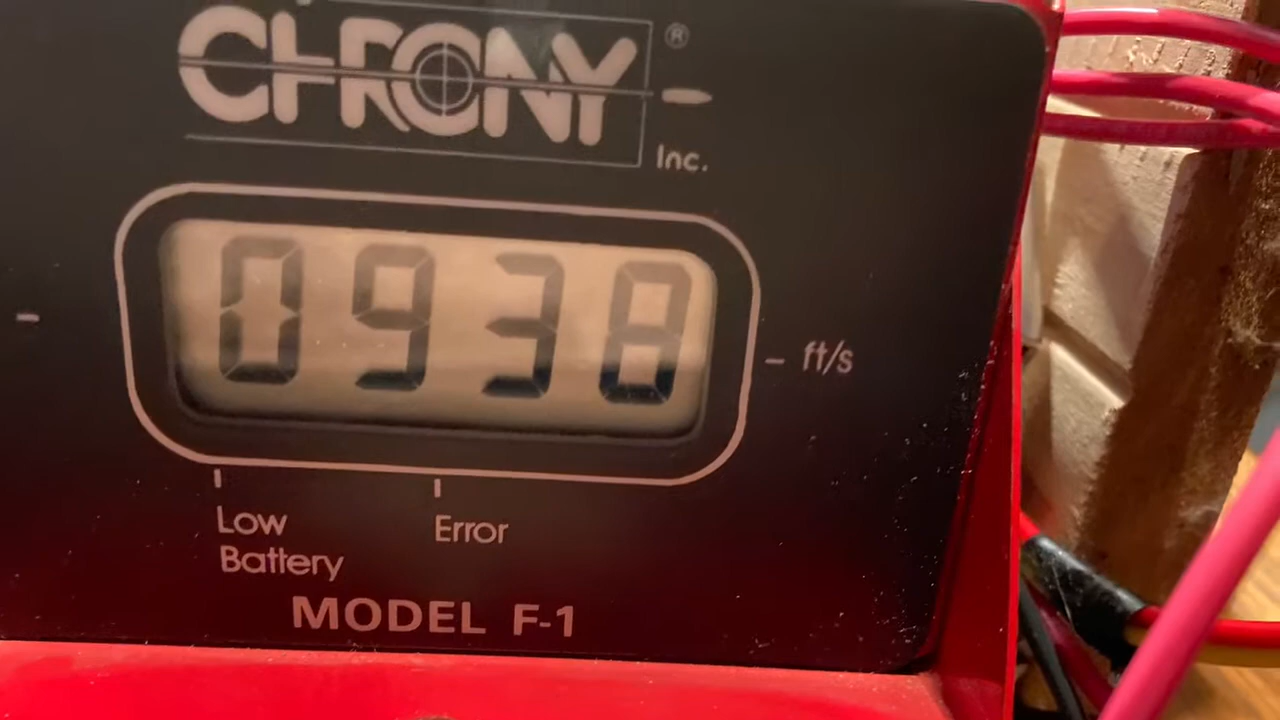 CHRONY ®
Inc.
0938
- ft/s
Low
Battery
Error
MODEL F-1